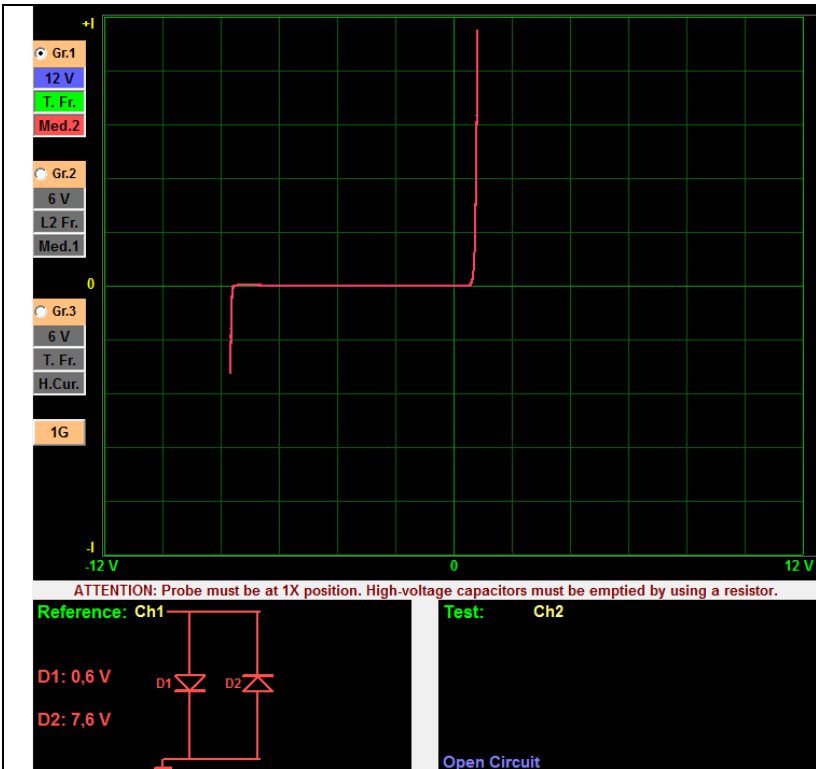 +I
Gr.1
12 V
T. Fr.
Med.2
Gr.2
6 V
L2 Fr.
Med.1
0
Gr.3
6 V
T. Fr.
H.Cur.
1G
-I
-12 V 0 12 V
ATTENTION: Probe must be at 1X position. High-voltage capacitors must be emptied by using a resistor.
Reference: Ch1
D1: 0,6 V
D1 D2
D2: 7,6 V
Test: Ch2
Open Circuit